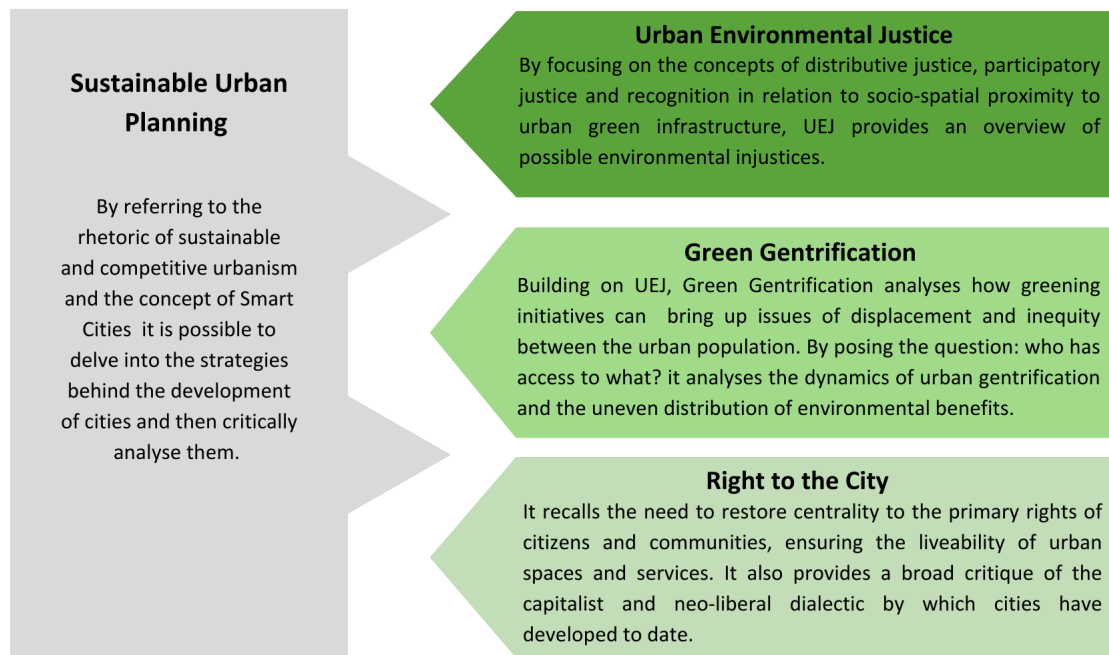 Sustainable Urban
Planning
By referring to the
rhetoric of sustainable
and competitive urbanism
and the concept of Smart
Cities it is possible to
delve into the strategies
behind the development
of cities and then critically
analyse them.
Urban Environmental Justice
By focusing on the concepts of distributive justice, participatory
justice and recognition in relation to socio-spatial proximity to
urban green infrastructure, UEJ provides an overview of
possible environmental injustices.
Green Gentrification
Building on UEJ, Green Gentrification analyses how greening
initiatives can bring up issues of displacement and inequity
between the urban population. By posing the question: who has
access to what? it analyses the dynamics of urban gentrification
and the uneven distribution of environmental benefits.
Right to the City
It recalls the need to restore centrality to the primary rights of
citizens and communities, ensuring the liveability of urban
spaces and services. It also provides a broad critique of the
capitalist and neo-liberal dialectic by which cities have
developed to date.